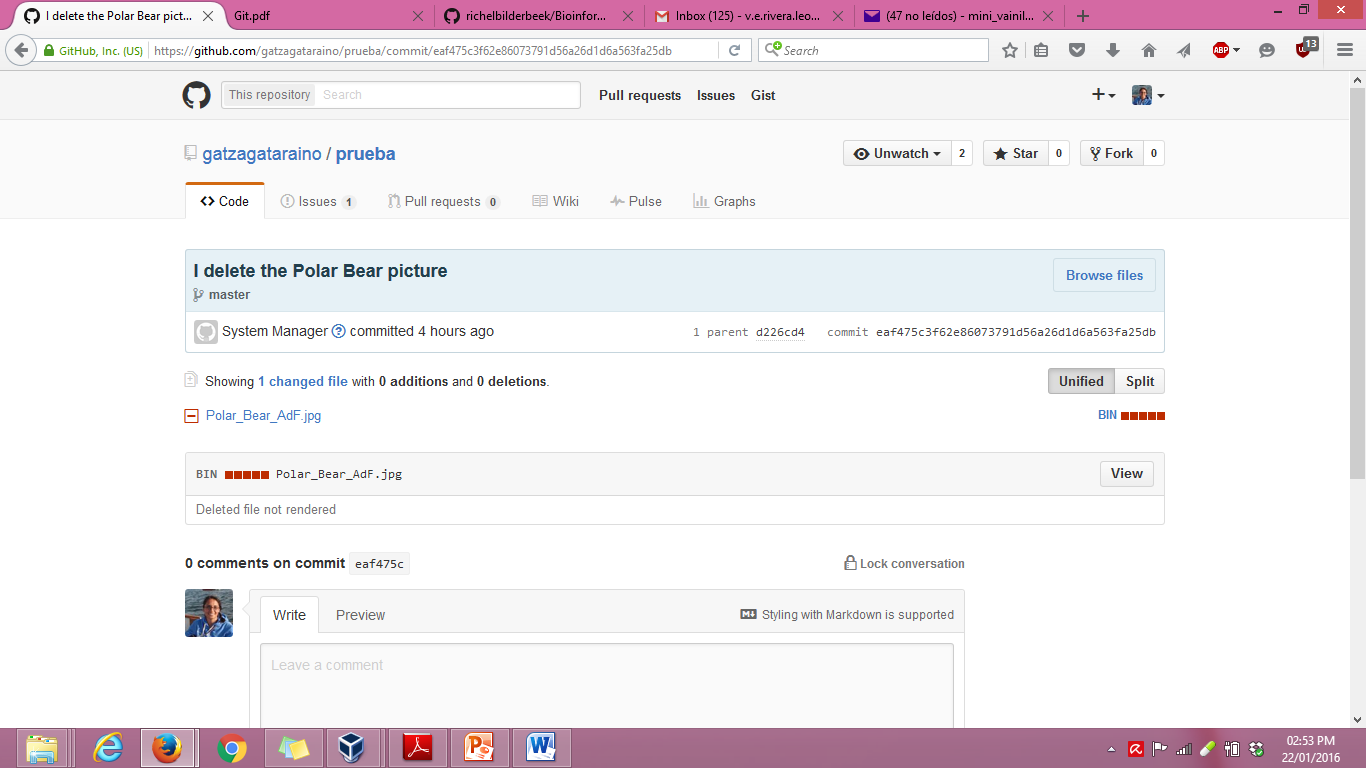 I delete the Polar Bear pict...
Git.pdf
richelbilderbeek/Bioinfor...
Inbox (125) - v.e.rivera.leo...
(47 no leídos) - mini_vainil...
GitHub, Inc. (US)
https://github.com/gatzagataraino/prueba/commit/eaf475c3f62e86073791d56a26d1d6a563fa25db
Search
ABP
13
This repository
Search
Pull requests
Issues
Gist
gatzagataraino / prueba
Unwatch
2
Star
0
Fork
0
Code
Issues 1
Pull requests 0
Wiki
Pulse
Graphs
I delete the Polar Bear picture
Browse files
master
System Manager ? committed 4 hours ago
1 parent d226cd4
commit eaf475c3f62e86073791d56a26d1d6a563fa25db
Showing 1 changed file with 0 additions and 0 deletions.
Unified
Split
Polar_Bear_AdF.jpg
BIN
BIN Polar_Bear_AdF.jpg
View
Deleted file not rendered
0 comments on commit eaf475c
Lock conversation
Write
Preview
Styling with Markdown is supported
Leave a comment
02:53 PM
22/01/2016